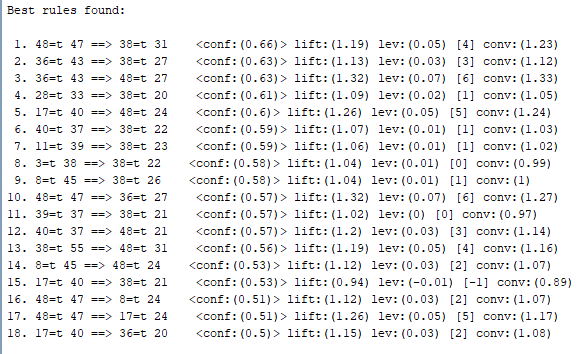 Best rules found:
1. 48=t 47 ==> 38=t 31 <conf:(0.66)> lift:(1.19) lev:(0.05) [4] conv:(1.23)
2. 36=t 43 ==> 38=t 27 <conf:(0.63)> lift:(1.13) lev:(0.03) [3] conv:(1.12)
3. 36=t 43 ==> 48=t 27 <conf:(0.63)> lift:(1.32) lev:(0.07) [6] conv:(1.33)
4. 28=t 33 ==> 38=t 20 <conf:(0.61)> lift:(1.09) lev:(0.02) [1] conv:(1.05)
5. 17=t 40 ==> 48=t 24 <conf:(0.6)> lift:(1.26) lev:(0.05) [5] conv:(1.24)
6. 40=t 37 ==> 38=t 22 <conf:(0.59)> lift:(1.07) lev:(0.01) [1] conv:(1.03)
7. 11=t 39 ==> 38=t 23 <conf:(0.59)> lift:(1.06) lev:(0.01) [1] conv:(1.02)
8. 3=t 38 ==> 38=t 22 <conf:(0.58)> lift:(1.04) lev:(0.01) [0] conv:(0.99)
9. 8=t 45 ==> 38=t 26 <conf:(0.58)> lift:(1.04) lev:(0.01) [1] conv:(1)
10. 48=t 47 ==> 36=t 27 <conf:(0.57)> lift:(1.32) lev:(0.07) [6] conv:(1.27)
11. 39=t 37 ==> 38=t 21 <conf:(0.57)> lift:(1.02) lev:(0) [0] conv:(0.97)
12. 40=t 37 ==> 48=t 21 <conf:(0.57)> lift:(1.2) lev:(0.03) [3] conv:(1.14)
13. 38=t 55 ==> 48=t 31 <conf:(0.56)> lift:(1.19) lev:(0.05) [4] conv:(1.16)
14. 8=t 45 ==> 48=t 24 <conf:(0.53)> lift:(1.12) lev:(0.03) [2] conv:(1.07)
15. 17=t 40 ==> 38=t 21 <conf:(0.53)> lift:(0.94) lev:(-0.01) [-1] conv:(0.89)
16. 48=t 47 ==> 8=t 24 <conf:(0.51)> lift:(1.12) lev:(0.03) [2] conv:(1.07)
17. 48=t 47 ==> 17=t 24 <conf:(0.51)> lift:(1.26) lev:(0.05) [5] conv:(1.17)
18. 17=t 40 ==> 36=t 20 <conf:(0.5)> lift:(1.15) lev:(0.03) [2] conv:(1.08)